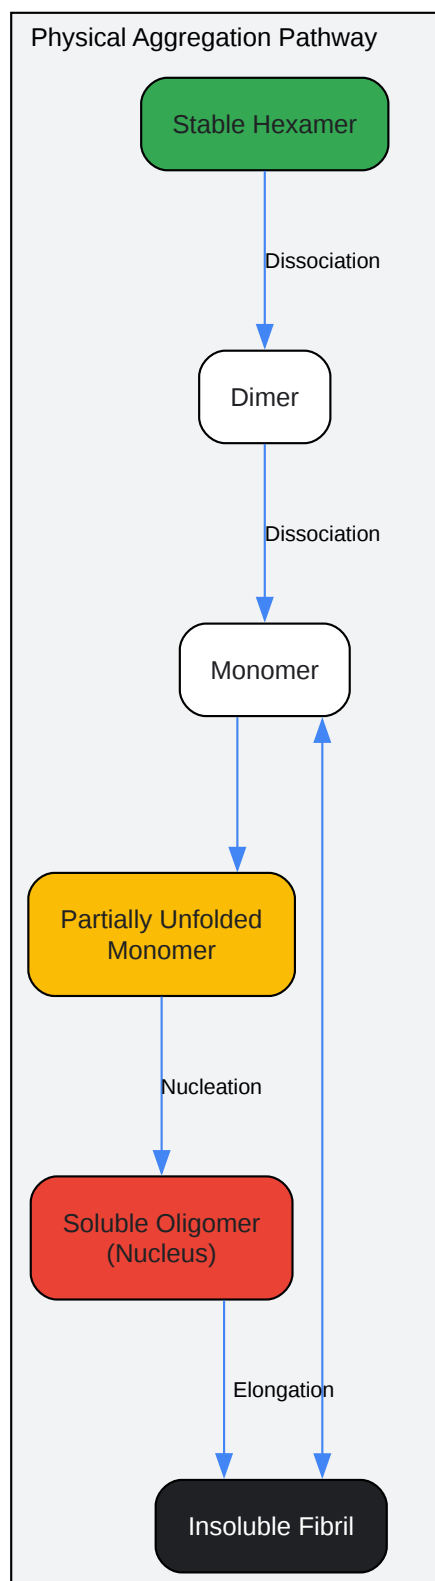 Physical Aggregation Pathway
Stable Hexamer
Dissociation
Dimer
Dissociation
Monomer
Partially Unfolded
Monomer
Nucleation
Soluble Oligomer
(Nucleus)
Elongation
Insoluble Fibril